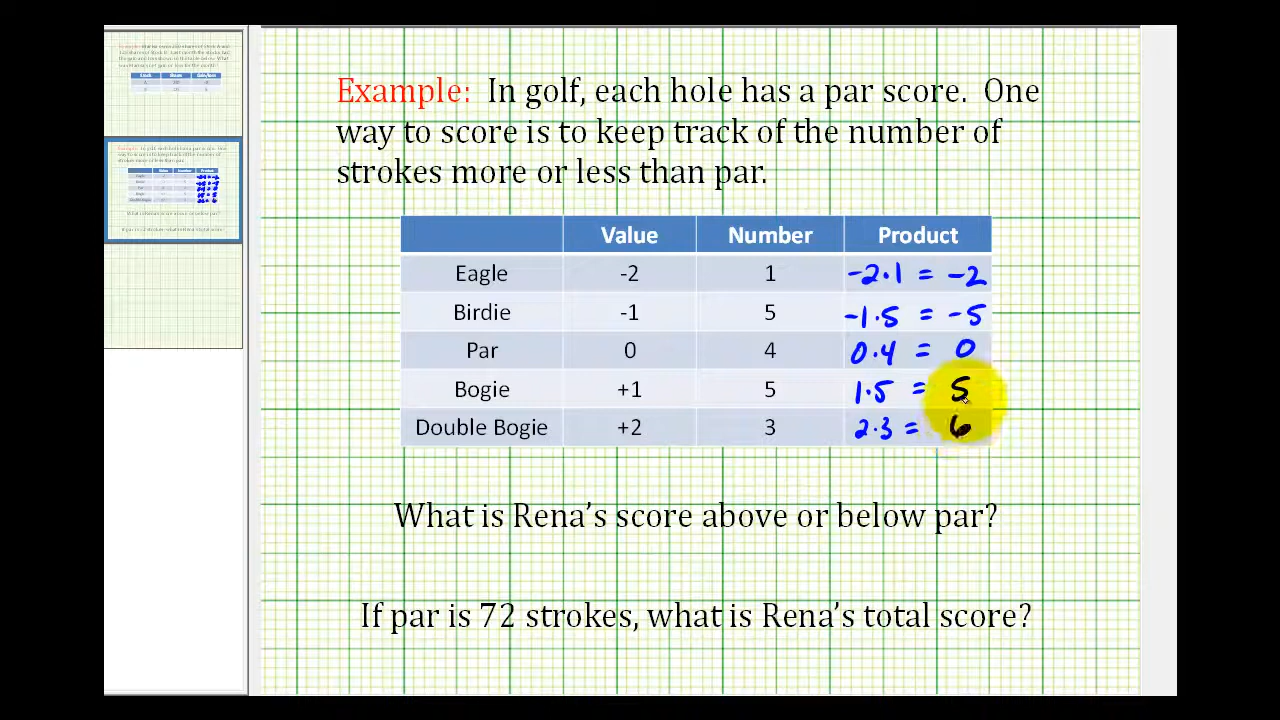 Example: In golf, each hole has a par score. One
way to score is to keep track of the number of
strokes more or less than par.
Value Number Product
Eagle -2 1 -2·1 = -2
Birdie -1 5 -1·5 = -5
Par 0 4 0·4 = 0
Bogie +1 5 1·5 = 5
Double Bogie +2 3 2·3 = 6
What is Rena's score above or below par?
If par is 72 strokes, what is Rena's total score?